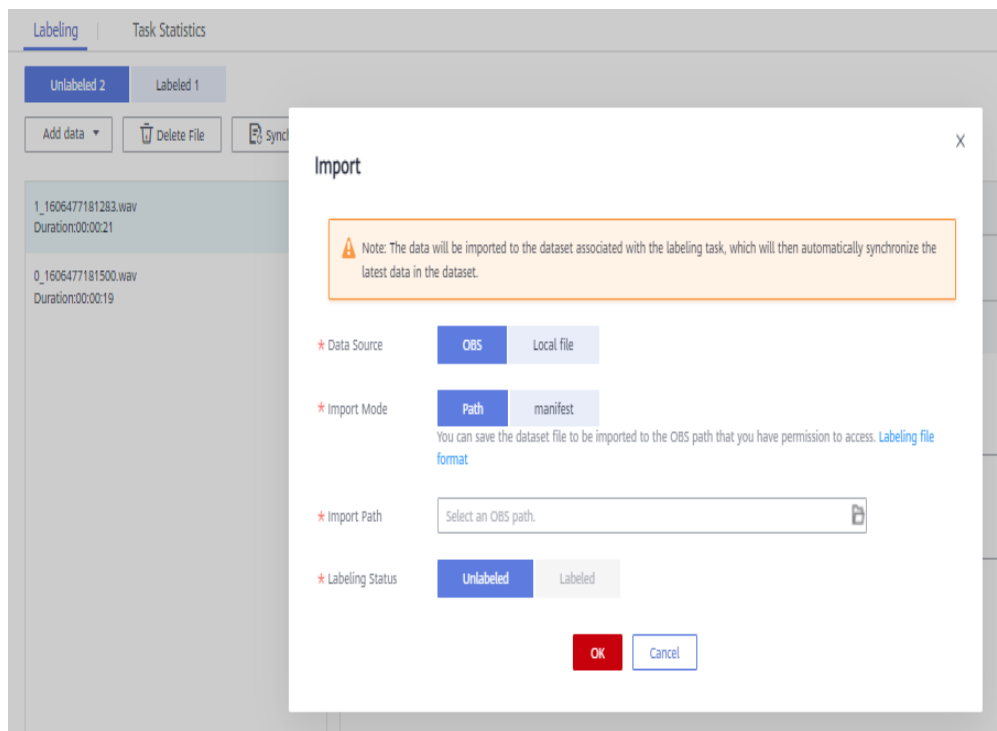 Labeling
Task Statistics
Unlabeled 2
Labeled 1
Add data
Delete File
Synch
1_1606477181283.wav
Duration:00:00:21
0_1606477181500.wav
Duration:00:00:19
X
Import
Note: The data will be imported to the dataset associated with the labeling task, which will then automatically synchronize the
latest data in the dataset.
* Data Source
OBS
Local file
* Import Mode
Path
manifest
You can save the dataset file to be imported to the OBS path that you have permission to access. Labeling file
format
* Import Path
Select an OBS path.
* Labeling Status
Unlabeled
Labeled
OK
Cancel